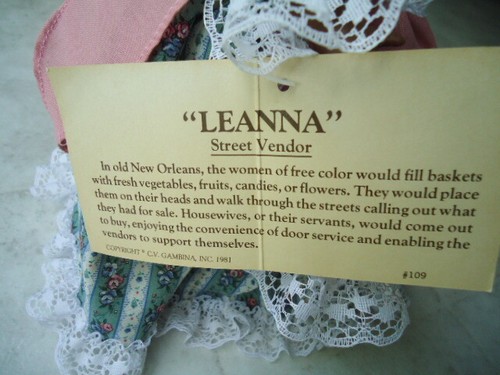 "LEANNA"
Street Vendor
In old New Orleans, the women of free color would fill baskets
with fresh vegetables, fruits, candies, or flowers. They would place
them on their heads and walk through the streets calling out what
they had for sale. Housewives, or their servants, would come out
to buy, enjoying the convenience of door service and enabling the
vendors to support themselves.
COPYRIGHT © C.V. GAMBINA, INC. 1981
#109